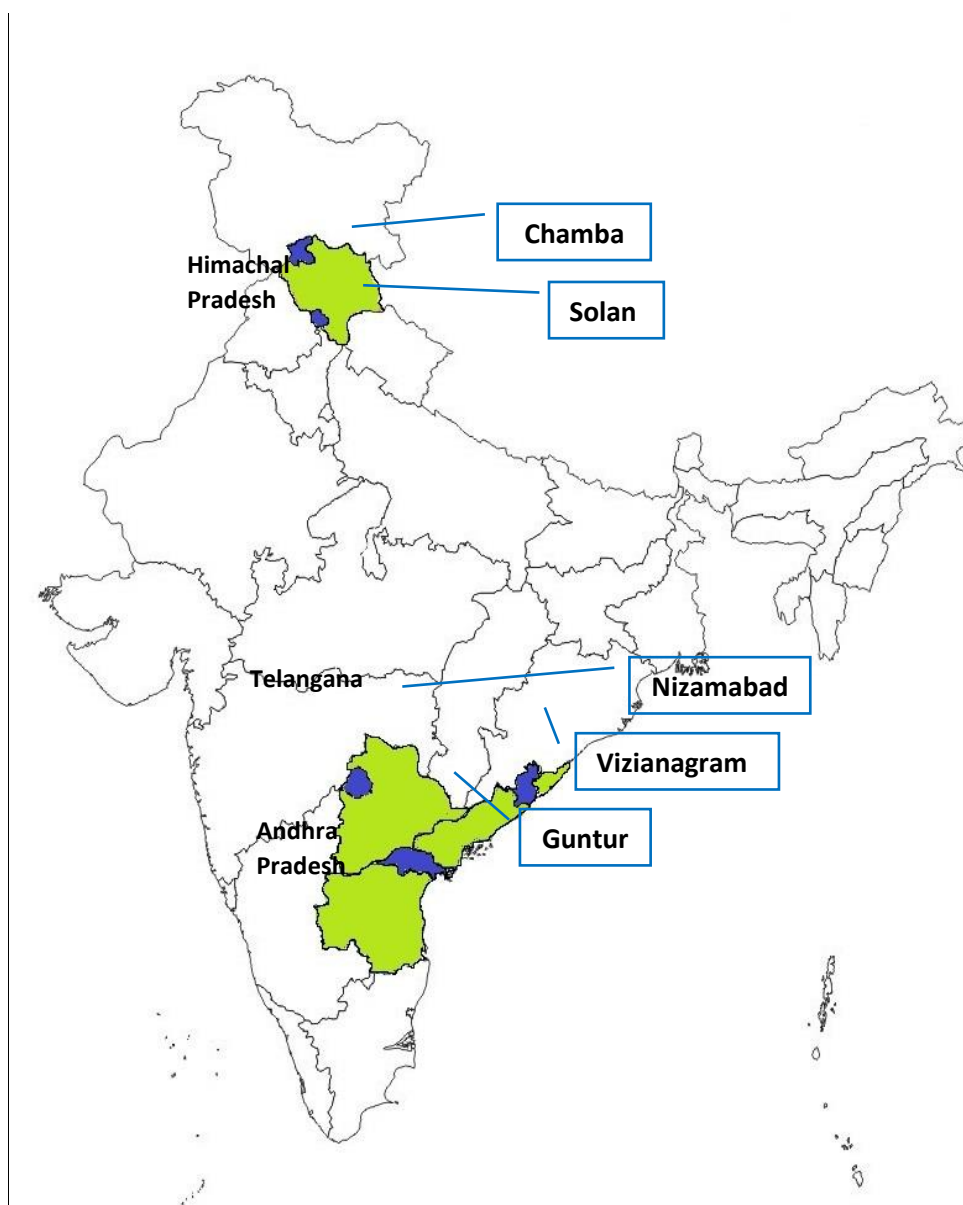 Chamba
Himachal
Pradesh
Solan
Telangana
Nizamabad
Vizianagram
Andhra
Pradesh
Guntur